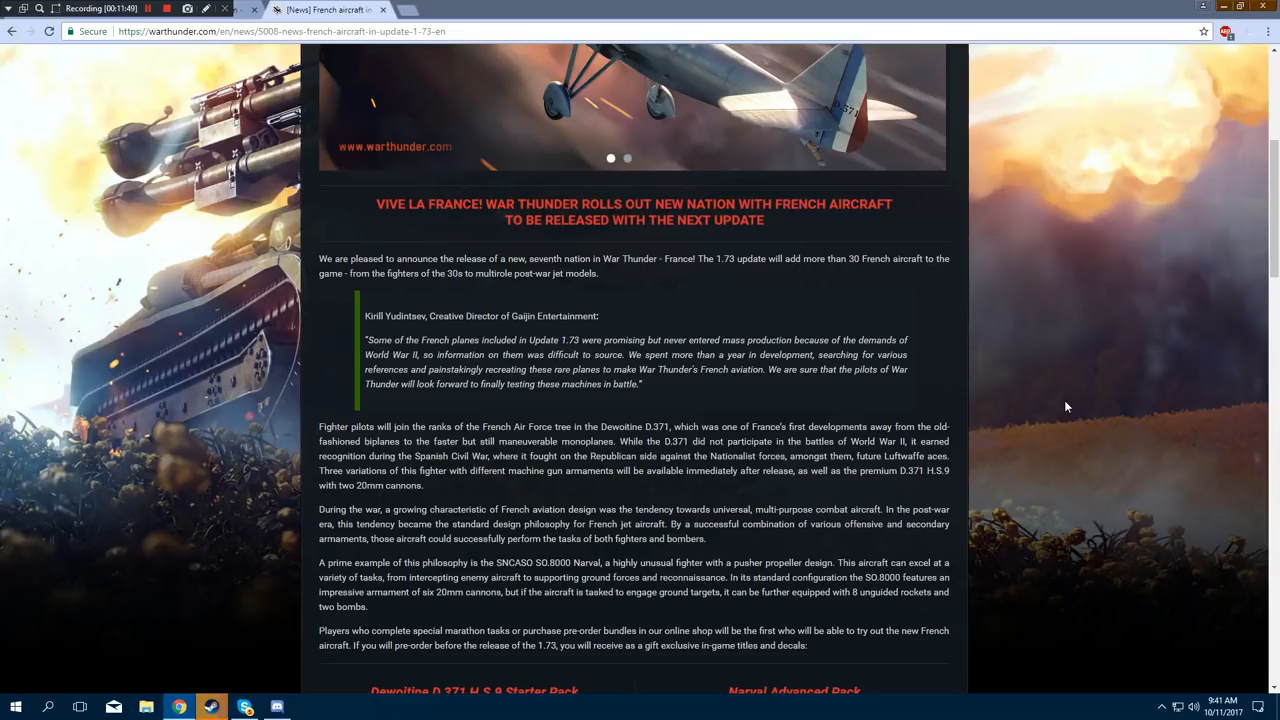 Recording [00:11:49]
[News] French aircraft in
Secure https://warthunder.com/en/news/5008-news-french-aircraft-in-update-1-73-en
D-371
www.warthunder.com
VIVE LA FRANCE! WAR THUNDER ROLLS OUT NEW NATION WITH FRENCH AIRCRAFT
TO BE RELEASED WITH THE NEXT UPDATE
We are pleased to announce the release of a new, seventh nation in War Thunder - France! The 1.73 update will add more than 30 French aircraft to the
game - from the fighters of the 30s to multirole post-war jet models.
Kirill Yudintsev, Creative Director of Gaijin Entertainment:
"Some of the French planes included in Update 1.73 were promising but never entered mass production because of the demands of
World War II, so information on them was difficult to source. We spent more than a year in development, searching for various
references and painstakingly recreating these rare planes to make War Thunder's French aviation. We are sure that the pilots of War
Thunder will look forward to finally testing these machines in battle."
Fighter pilots will join the ranks of the French Air Force tree in the Dewoitine D.371, which was one of France's first developments away from the old-
fashioned biplanes to the faster but still maneuverable monoplanes. While the D.371 did not participate in the battles of World War II, it earned
recognition during the Spanish Civil War, where it fought on the Republican side against the Nationalist forces, amongst them, future Luftwaffe aces.
Three variations of this fighter with different machine gun armaments will be available immediately after release, as well as the premium D.371 H.S.9
with two 20mm cannons.
During the war, a growing characteristic of French aviation design was the tendency towards universal, multi-purpose combat aircraft. In the post-war
era, this tendency became the standard design philosophy for French jet aircraft. By a successful combination of various offensive and secondary
armaments, those aircraft could successfully perform the tasks of both fighters and bombers.
A prime example of this philosophy is the SNCASO SO.8000 Narval, a highly unusual fighter with a pusher propeller design. This aircraft can excel at a
variety of tasks, from intercepting enemy aircraft to supporting ground forces and reconnaissance. In its standard configuration the SO.8000 features an
impressive armament of six 20mm cannons, but if the aircraft is tasked to engage ground targets, it can be further equipped with 8 unguided rockets and
two bombs.
Players who complete special marathon tasks or purchase pre-order bundles in our online shop will be the first who will be able to try out the new French
aircraft. If you will pre-order before the release of the 1.73, you will receive as a gift exclusive in-game titles and decals:
Dewoitine D.371 H.S.9 Starter Pack
Narval Advanced Pack
9:41 AM
10/11/2017